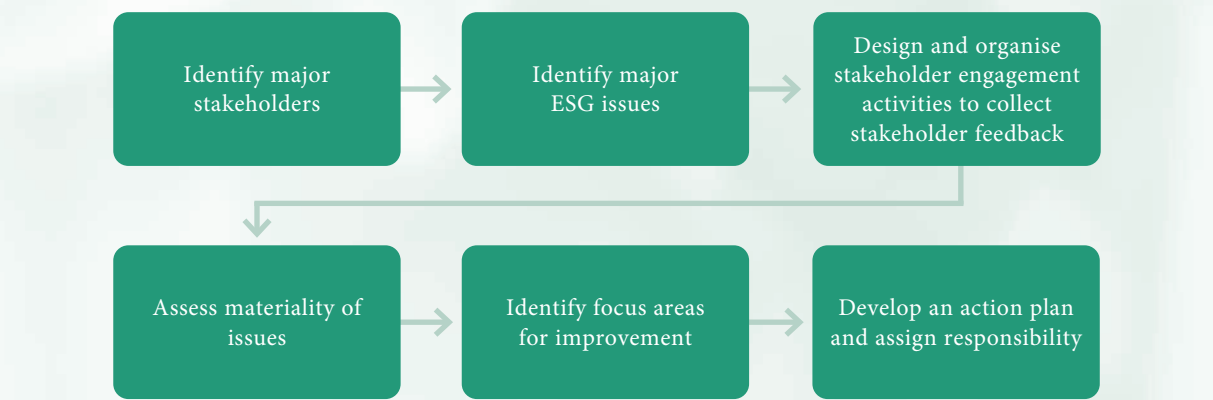 Identify major
stakeholders
Identify major
ESG issues
Design and organise
stakeholder engagement
activities to collect
stakeholder feedback
Assess materiality of
issues
Identify focus areas
for improvement
Develop an action plan
and assign responsibility